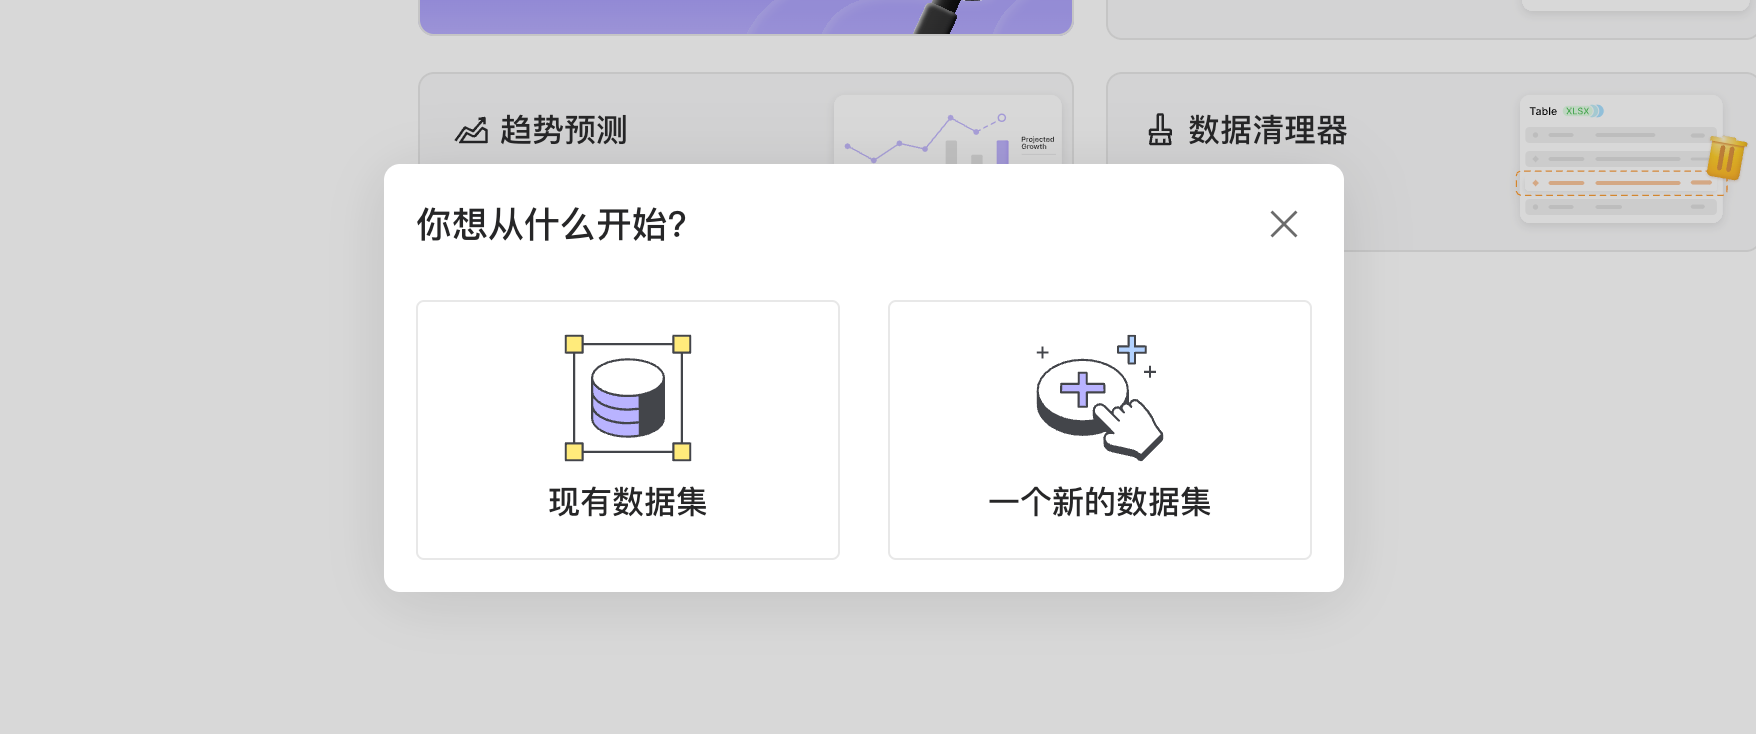 趋势预测
Projected
Growth
数据清理器
Table XLSX
你想从什么开始?
现有数据集
一个新的数据集